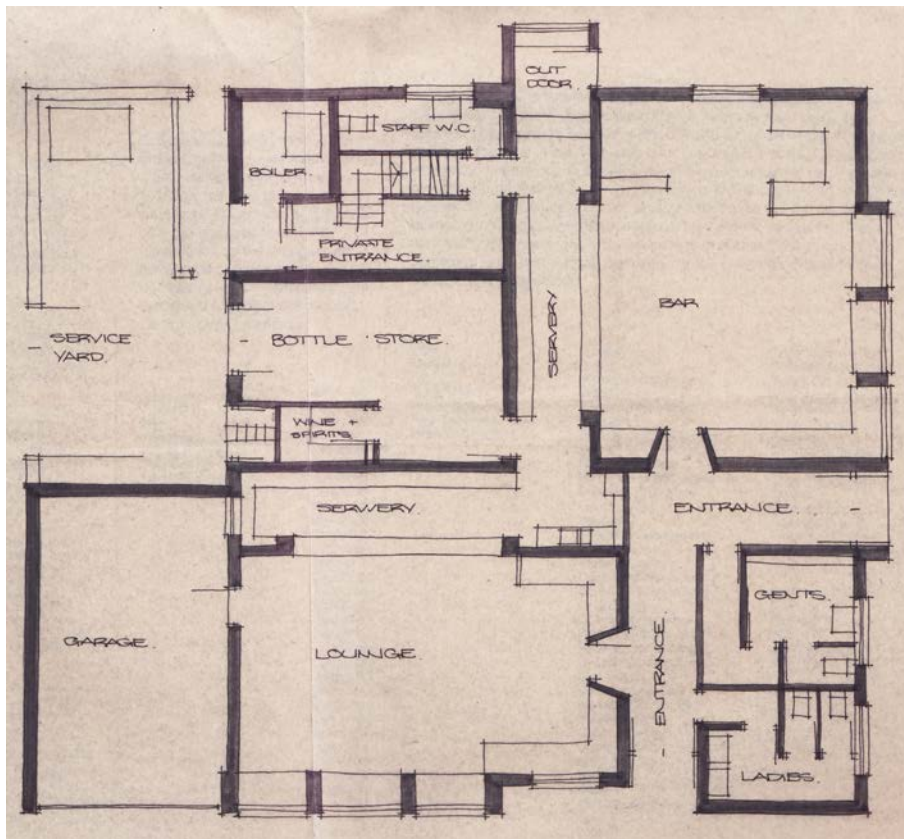 OUT
DOOR.
STAFF W.C.
BOILER
PRIVATE
ENTRANCE.
SERVERY
BAR
SERVICE
YARD.
BOTTLE STORE.
WINE +
SPIRITS
SERVERY.
ENTRANCE.
GENTS.
GARAGE.
LOUNGE.
ENTRANCE.
LADIES.